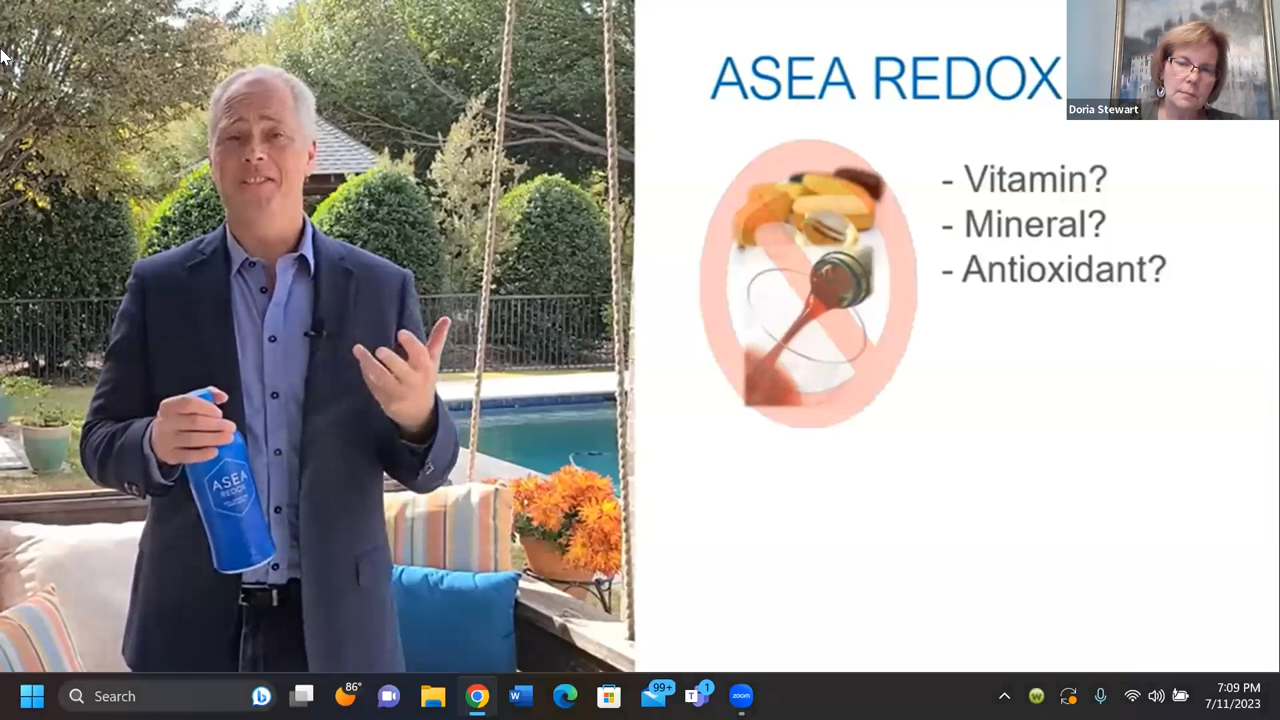 ASEA REDOX
Doria Stewart
- Vitamin?
- Mineral?
- Antioxidant?
ASEA
REDOX
Search
86°
99+
1
zoom
7:09 PM
7/11/2023